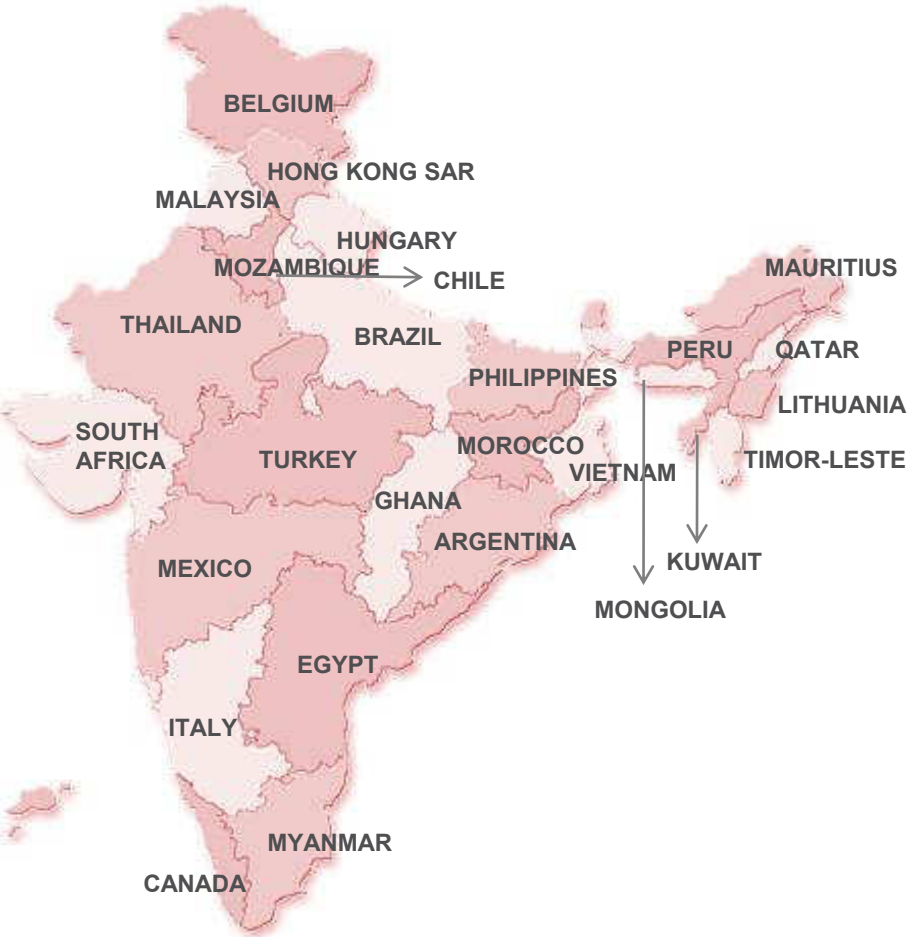 BELGIUM
HONG KONG SAR
MALAYSIA
HUNGARY
MOZAMBIQUE
CHILE
MAURITIUS
THAILAND
BRAZIL
PERU
QATAR
PHILIPPINES
LITHUANIA
SOUTH
AFRICA
TURKEY
MOROCCO
VIETNAM
TIMOR-LESTE
GHANA
ARGENTINA
KUWAIT
MEXICO
MONGOLIA
EGYPT
ITALY
MYANMAR
CANADA